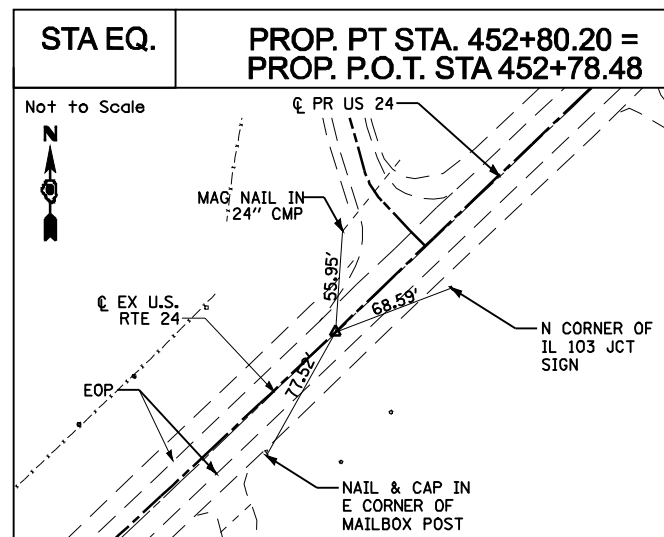 STA EQ.
PROP. PT STA. 452+80.20 =
PROP. P.O.T. STA 452+78.48
Not to Scale
N
℄ PR US 24
MAG NAIL IN
24" CMP
55.95'
68.59'
℄ EX U.S.
RTE 24
N CORNER OF
IL 103 JCT
SIGN
77.52'
EOP
NAIL & CAP IN
E CORNER OF
MAILBOX POST